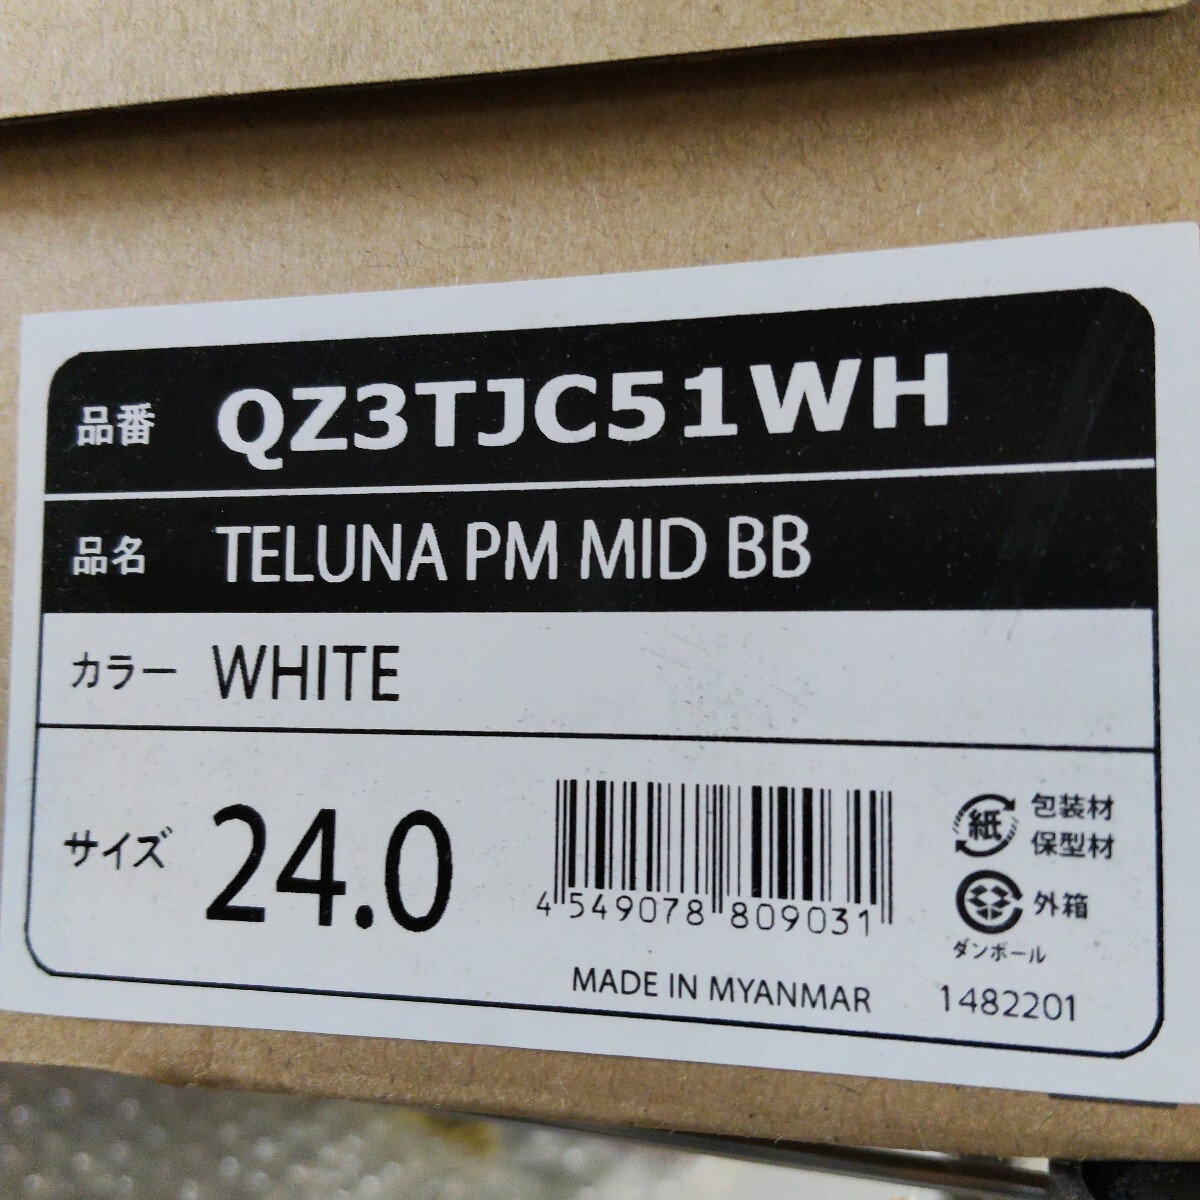 品番 QZ3TJC51WH
品名 TELUNA PM MID BB
カラー WHITE
サイズ 24.0
4 549078 809031
紙 包装材
保型材
外箱
ダンボール
MADE IN MYANMAR 1482201